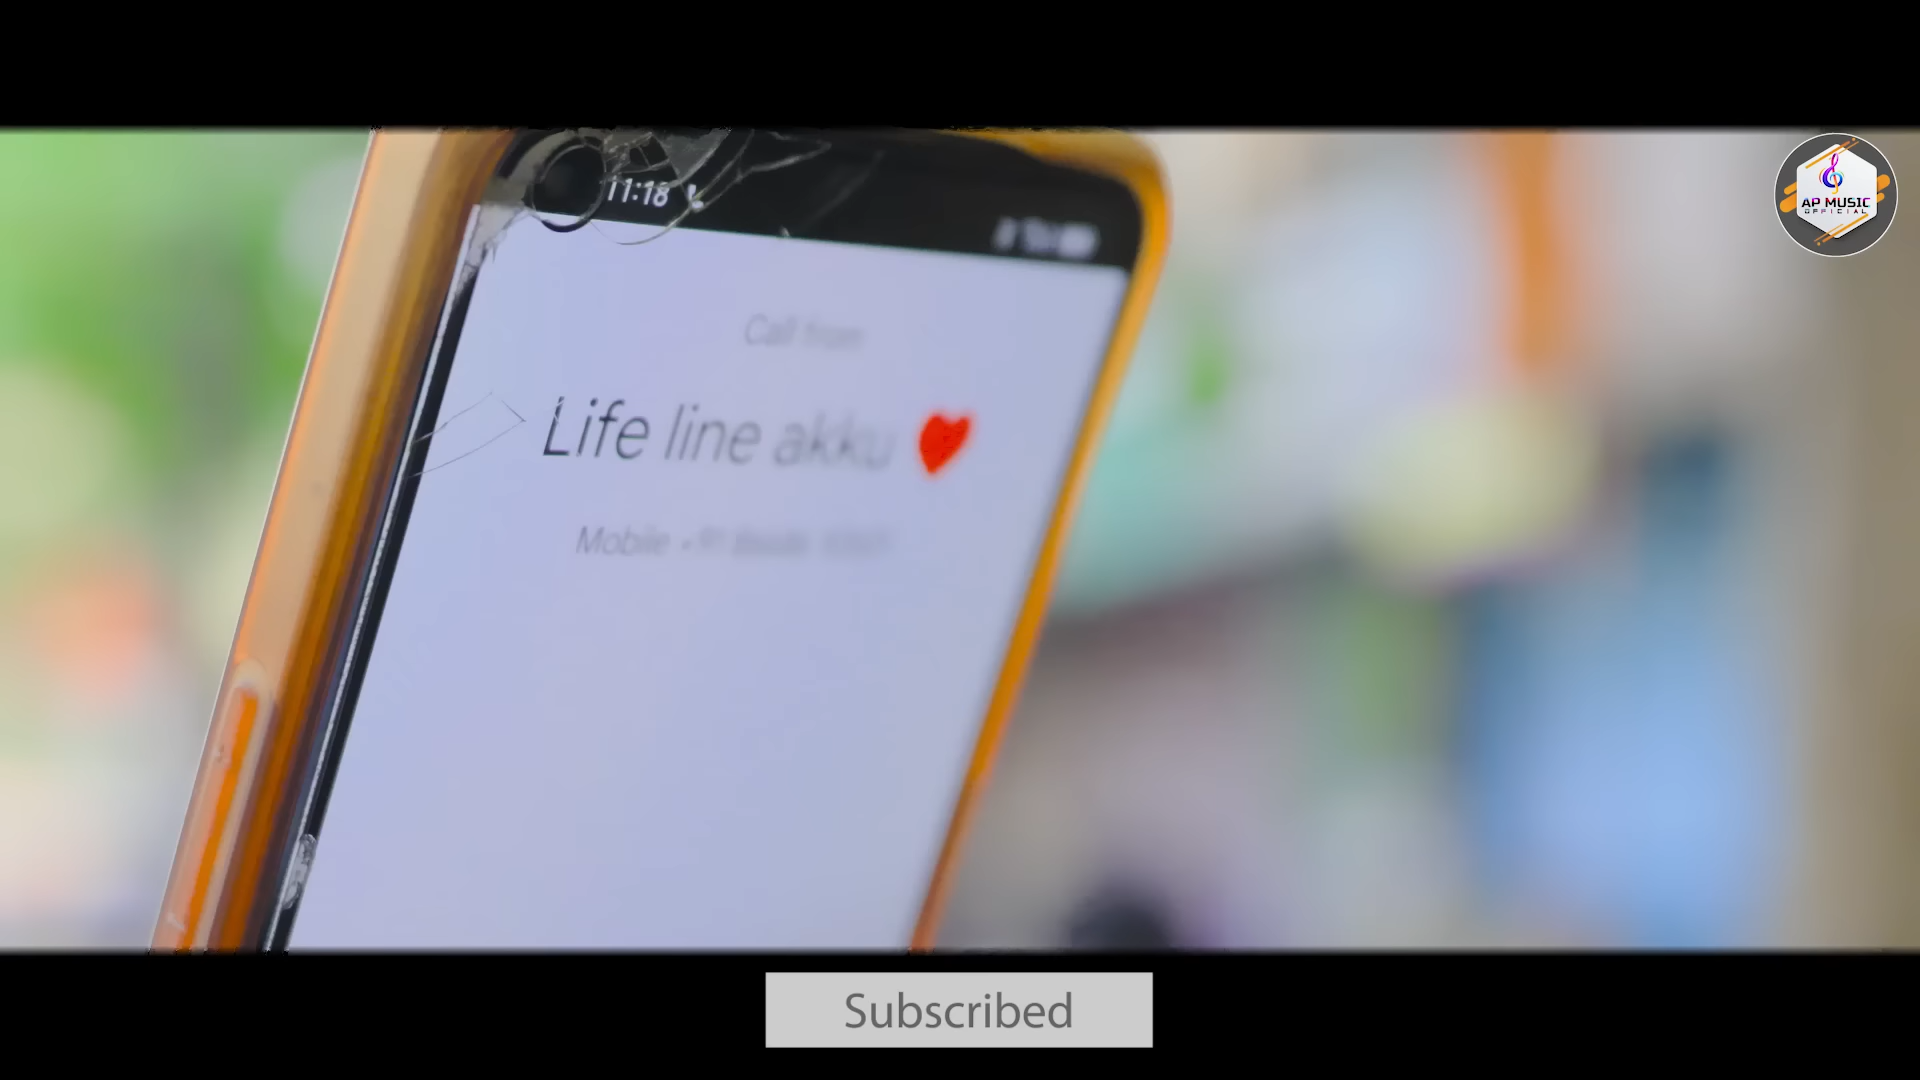 11:18
AP MUSIC
OFFICIAL
Call from
Life line akku ❤
Mobile •
Subscribed